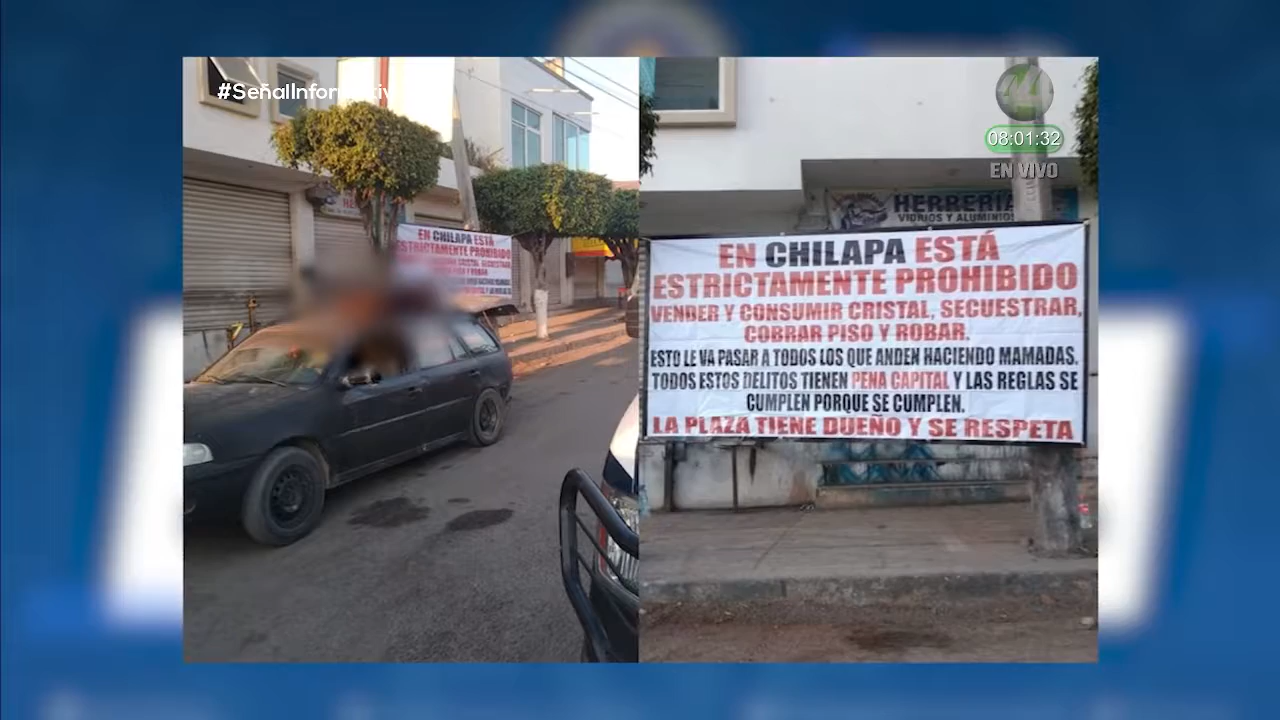 #SeñalInformativ
08:01:32
EN VIVO
EN CHILAPA ESTÁ
ESTRICTAMENTE PROHIBIDO
HERRERIA
VIDRIOS Y ALUMINIOS
EN CHILAPA ESTÁ
ESTRICTAMENTE PROHIBIDO
VENDER Y CONSUMIR CRISTAL, SECUESTRAR,
COBRAR PISO Y ROBAR.
ESTO LE VA PASAR A TODOS LOS QUE ANDEN HACIENDO MAMADAS.
TODOS ESTOS DELITOS TIENEN PENA CAPITAL Y LAS REGLAS SE
CUMPLEN PORQUE SE CUMPLEN.
LA PLAZA TIENE DUEÑO Y SE RESPETA